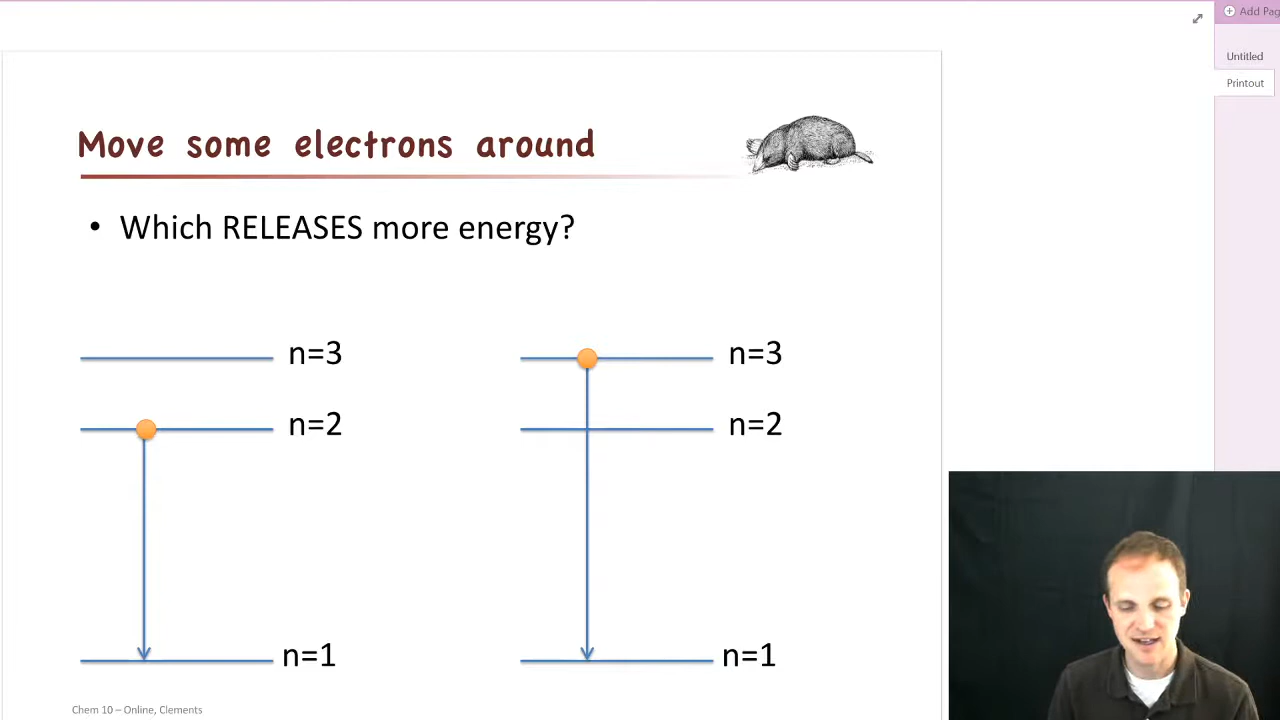 Add Pag
Untitled
Printout
Move some electrons around
• Which RELEASES more energy?
n=3
n=2
n=1
n=3
n=2
n=1
Chem 10 – Online, Clements